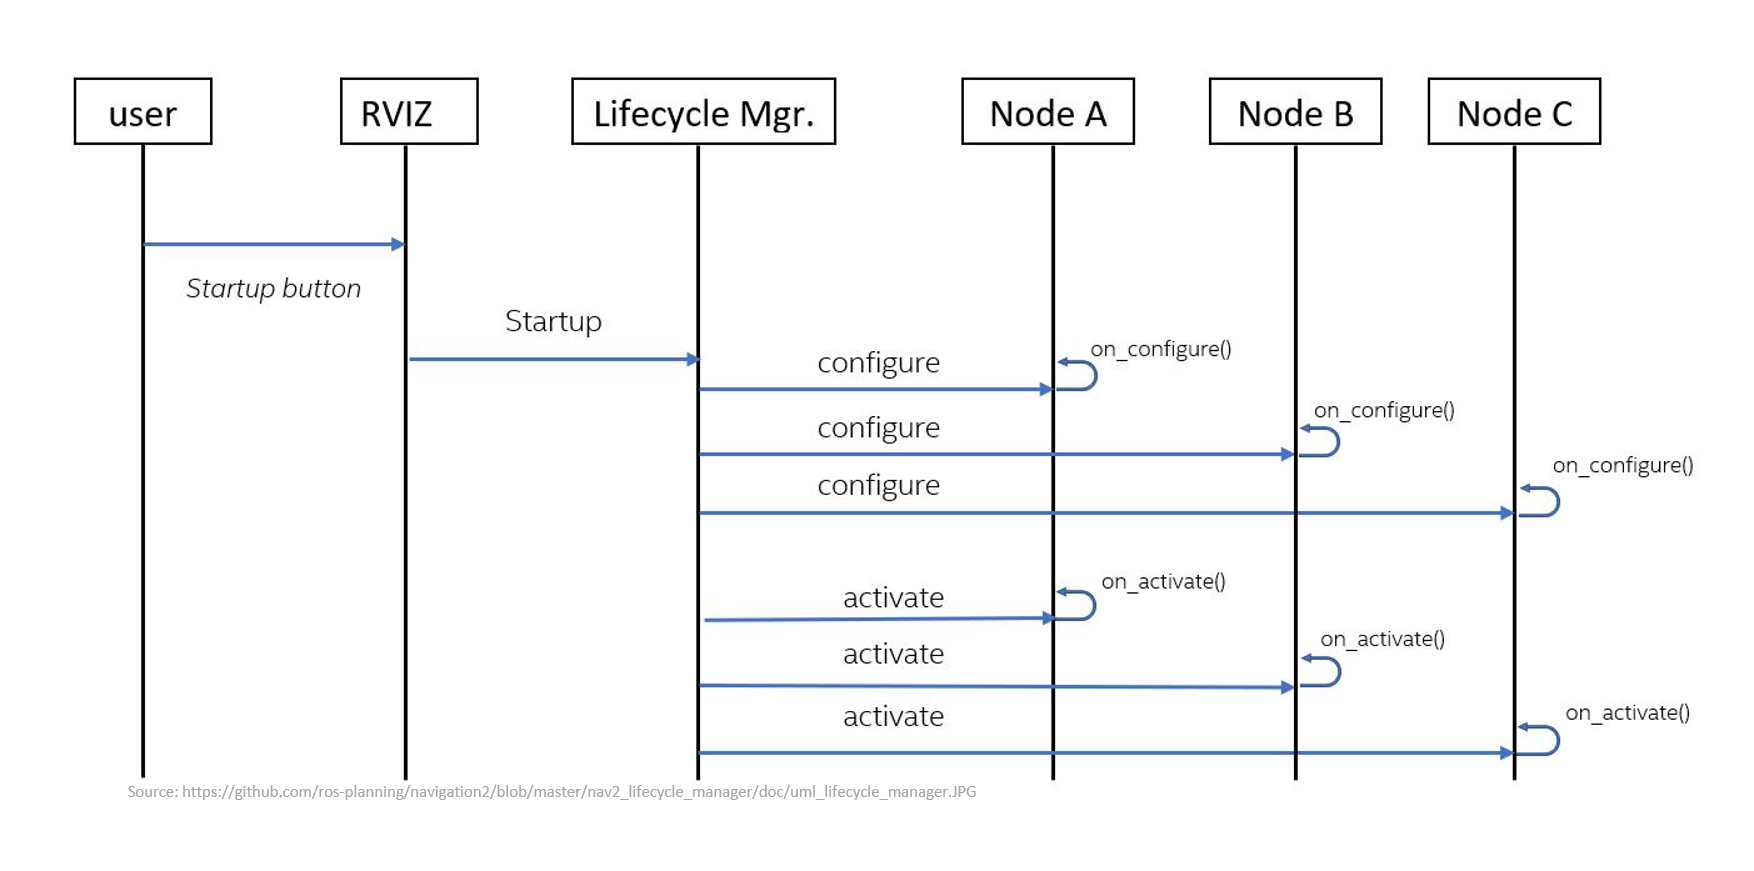 user
RVIZ
Lifecycle Mgr.
Node A
Node B
Node C
Startup button
Startup
configure
on_configure()
configure
on_configure()
configure
on_configure()
activate
on_activate()
activate
on_activate()
activate
on_activate()
Source: https://github.com/ros-planning/navigation2/blob/master/nav2_lifecycle_manager/doc/uml_lifecycle_manager.JPG